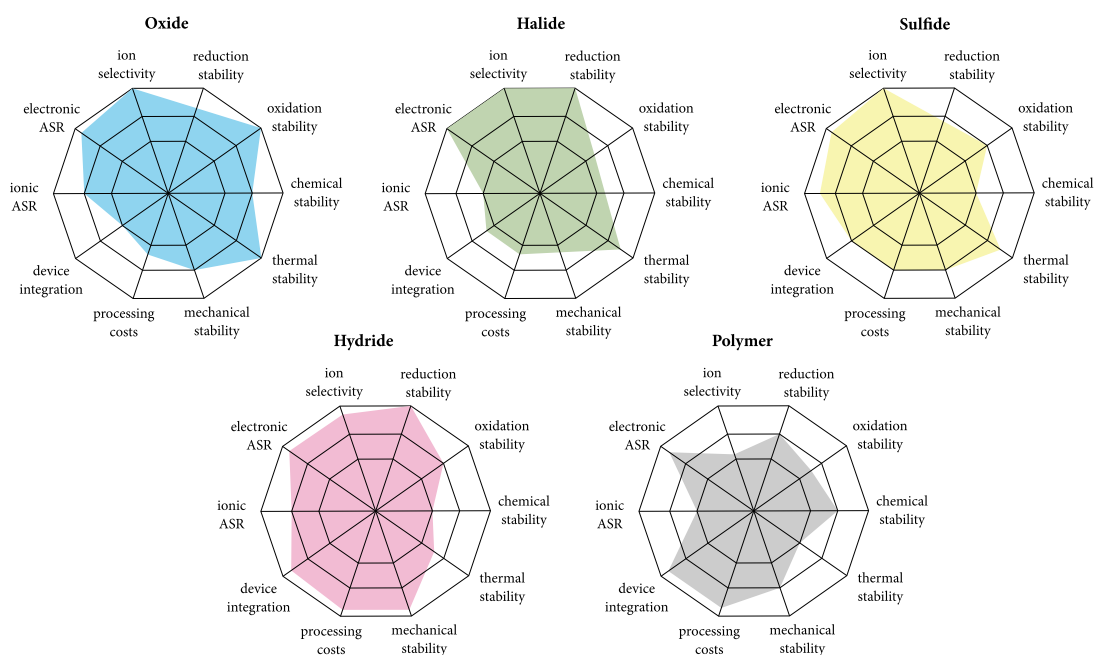 Oxide
ion
selectivity
reduction
stability
electronic
ASR
oxidation
stability
ionic
ASR
chemical
stability
device
integration
thermal
stability
processing
costs
mechanical
stability
Halide
ion
selectivity
reduction
stability
electronic
ASR
oxidation
stability
ionic
ASR
chemical
stability
device
integration
thermal
stability
processing
costs
mechanical
stability
Sulfide
ion
selectivity
reduction
stability
electronic
ASR
oxidation
stability
ionic
ASR
chemical
stability
device
integration
thermal
stability
processing
costs
mechanical
stability
Hydride
ion
selectivity
reduction
stability
electronic
ASR
oxidation
stability
ionic
ASR
chemical
stability
device
integration
thermal
stability
processing
costs
mechanical
stability
Polymer
ion
selectivity
reduction
stability
electronic
ASR
oxidation
stability
ionic
ASR
chemical
stability
device
integration
thermal
stability
processing
costs
mechanical
stability